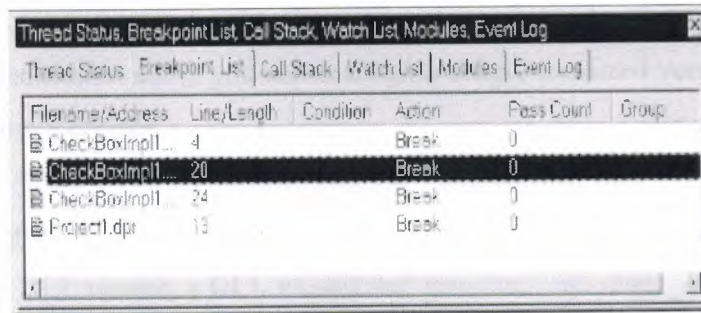 Thread Status, Breakpoint List, Call Stack, Watch List, Modules, Event Log
Thread Status Breakpoint List Call Stack Watch List Modules Event Log
Filename/Address Line/Length Condition Action Pass Count Group
CheckBoxImpl1.... 4 Break 0
CheckBoxImpl1.... 20 Break 0
CheckBoxImpl1.... 24 Break 0
Project1.dpr 13 Break 0